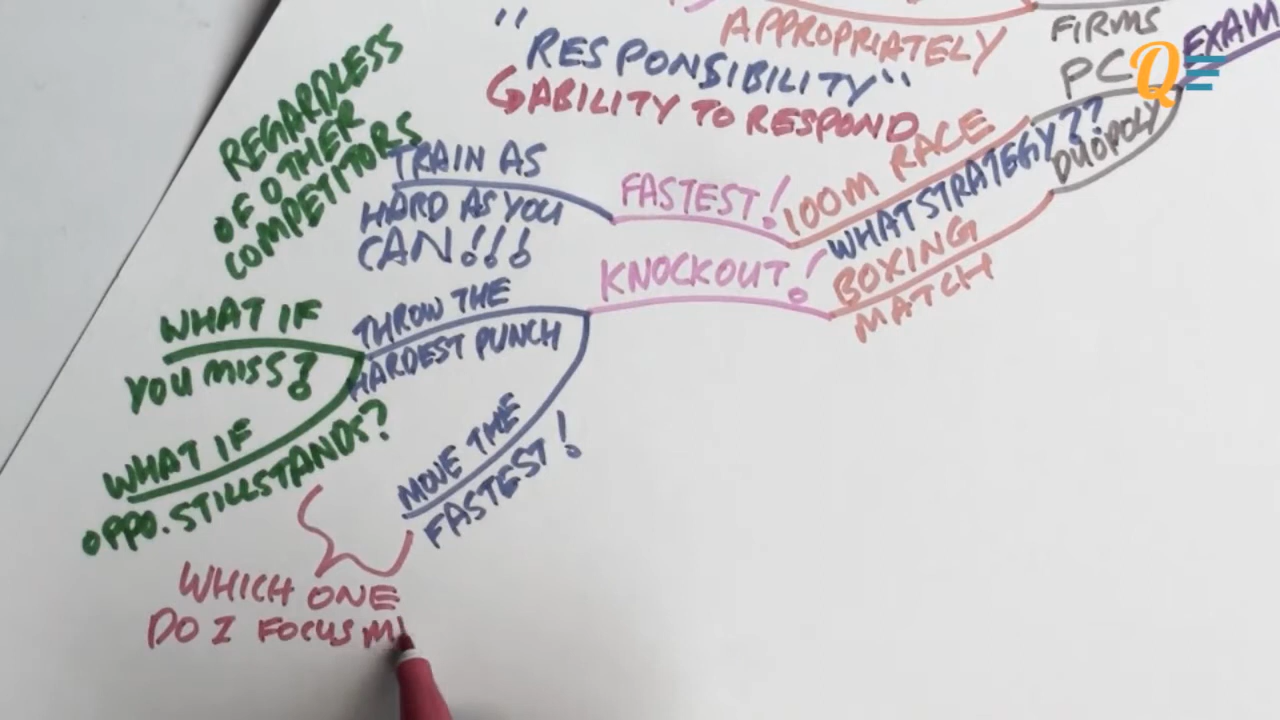 APPROPRIATELY
FIRMS
PC
EXAM
"RESPONSIBILITY"
ABILITY TO RESPOND
100M RACE
WHAT STRATEGY??
DUOPOLY
BOXING
MATCH
FASTEST!
KNOCKOUT!
TRAIN AS
HARD AS YOU
CAN!!!
REGARDLESS
OF OTHER
COMPETITORS
THROW THE
HARDEST PUNCH
MOVE THE
FASTEST!
WHAT IF
YOU MISS?
WHAT IF
OPPO. STILL STANDS?
WHICH ONE
DO I FOCUS
QE